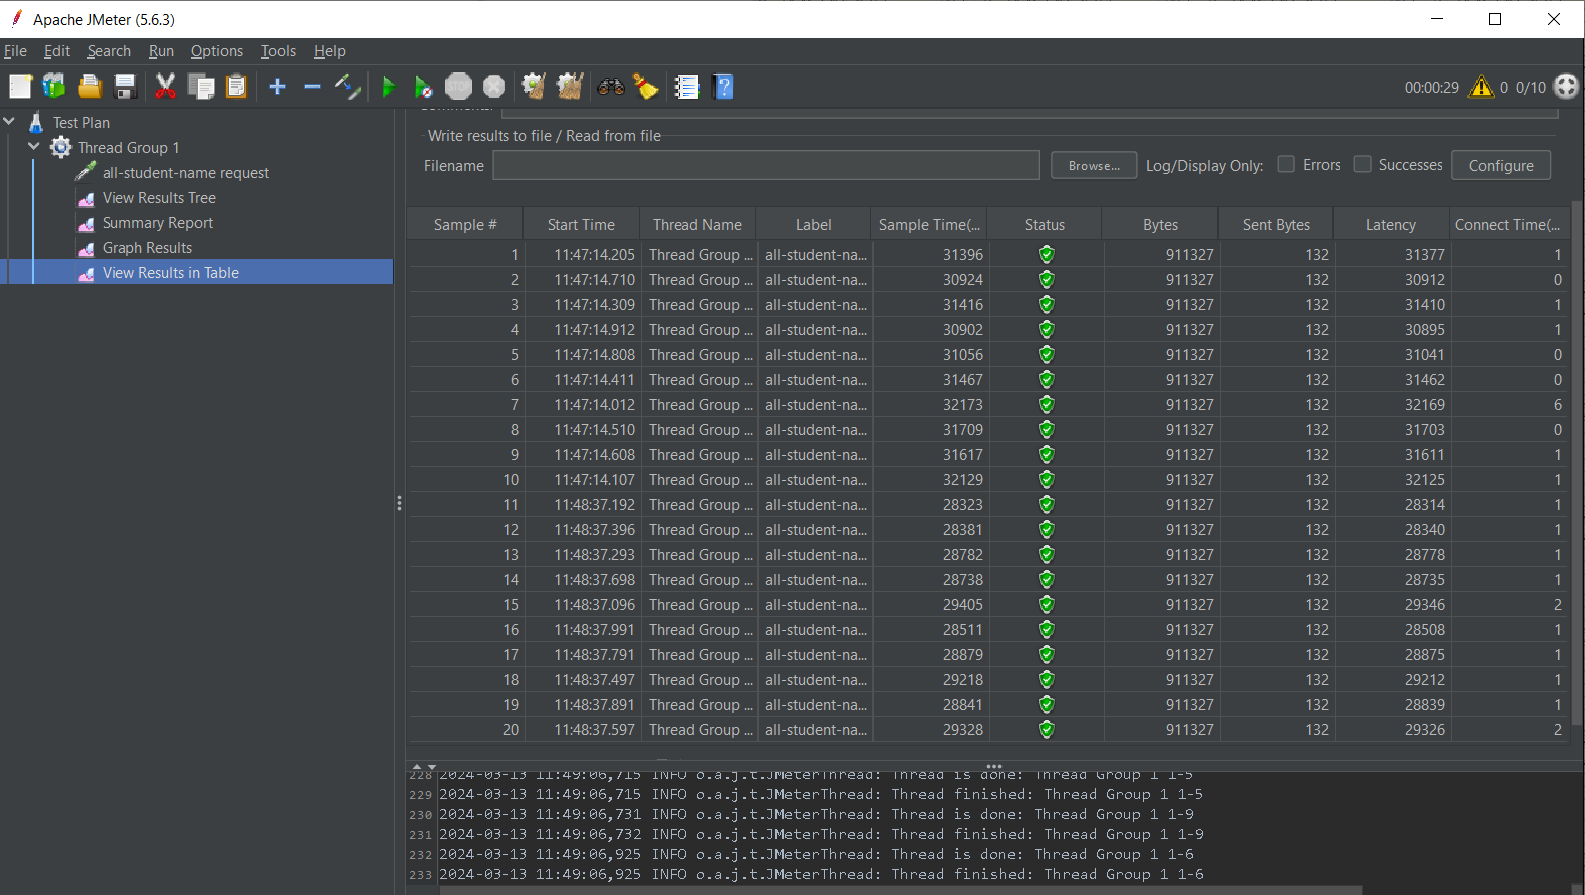 Apache JMeter (5.6.3)
File Edit Search Run Options Tools Help
STOP
00:00:29 0 0/10
Test Plan
Thread Group 1
all-student-name request
View Results Tree
Summary Report
Graph Results
View Results in Table
Write results to file / Read from file
Filename Browse... Log/Display Only: Errors Successes Configure
Sample # Start Time Thread Name Label Sample Time(... Status Bytes Sent Bytes Latency Connect Time(...
1 11:47:14.205 Thread Group ... all-student-na... 31396 911327 132 31377 1
2 11:47:14.710 Thread Group ... all-student-na... 30924 911327 132 30912 0
3 11:47:14.309 Thread Group ... all-student-na... 31416 911327 132 31410 1
4 11:47:14.912 Thread Group ... all-student-na... 30902 911327 132 30895 1
5 11:47:14.808 Thread Group ... all-student-na... 31056 911327 132 31041 0
6 11:47:14.411 Thread Group ... all-student-na... 31467 911327 132 31462 0
7 11:47:14.012 Thread Group ... all-student-na... 32173 911327 132 32169 6
8 11:47:14.510 Thread Group ... all-student-na... 31709 911327 132 31703 0
9 11:47:14.608 Thread Group ... all-student-na... 31617 911327 132 31611 1
10 11:47:14.107 Thread Group ... all-student-na... 32129 911327 132 32125 1
11 11:48:37.192 Thread Group ... all-student-na... 28323 911327 132 28314 1
12 11:48:37.396 Thread Group ... all-student-na... 28381 911327 132 28340 1
13 11:48:37.293 Thread Group ... all-student-na... 28782 911327 132 28778 1
14 11:48:37.698 Thread Group ... all-student-na... 28738 911327 132 28735 1
15 11:48:37.096 Thread Group ... all-student-na... 29405 911327 132 29346 2
16 11:48:37.991 Thread Group ... all-student-na... 28511 911327 132 28508 1
17 11:48:37.791 Thread Group ... all-student-na... 28879 911327 132 28875 1
18 11:48:37.497 Thread Group ... all-student-na... 29218 911327 132 29212 1
19 11:48:37.891 Thread Group ... all-student-na... 28841 911327 132 28839 1
20 11:48:37.597 Thread Group ... all-student-na... 29328 911327 132 29326 2
228 2024-03-13 11:49:06,715 INFO o.a.j.t.JMeterThread: Thread is done: Thread Group 1 1-5
229 2024-03-13 11:49:06,715 INFO o.a.j.t.JMeterThread: Thread finished: Thread Group 1 1-5
230 2024-03-13 11:49:06,731 INFO o.a.j.t.JMeterThread: Thread is done: Thread Group 1 1-9
231 2024-03-13 11:49:06,732 INFO o.a.j.t.JMeterThread: Thread finished: Thread Group 1 1-9
232 2024-03-13 11:49:06,925 INFO o.a.j.t.JMeterThread: Thread is done: Thread Group 1 1-6
233 2024-03-13 11:49:06,925 INFO o.a.j.t.JMeterThread: Thread finished: Thread Group 1 1-6